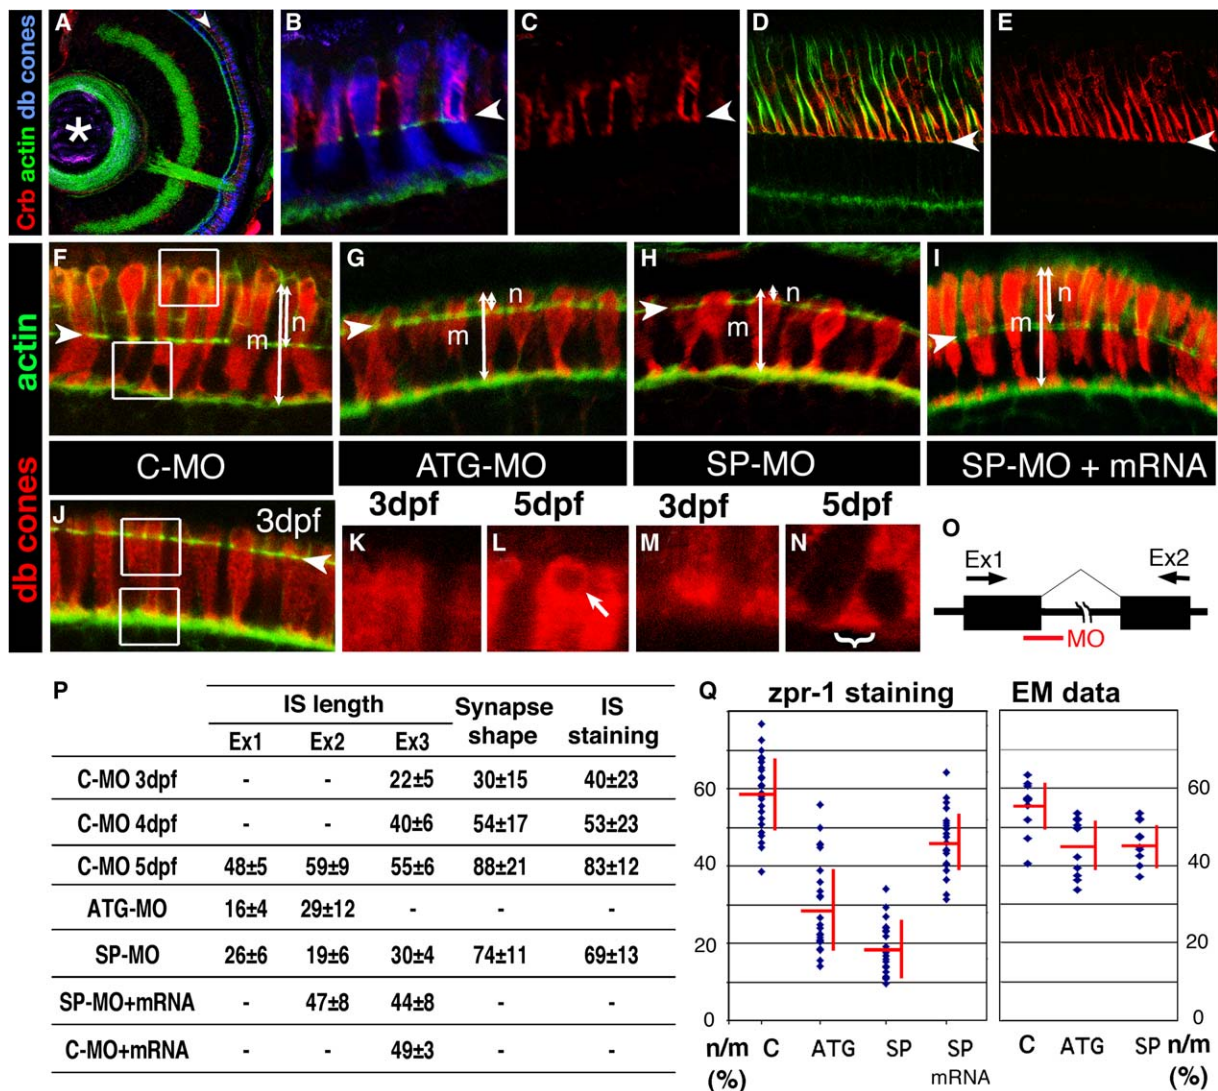 Crb actin db cones
A
*
B
C
D
E
actin
db cones
F
n
m
G
n
m
H
n
m
I
n
m
C-MO
ATG-MO
SP-MO
SP-MO + mRNA
J
3dpf
3dpf
5dpf
3dpf
5dpf
K
L
M
N
O
Ex1
Ex2
MO
P
IS length
Synapse shape
IS staining
Ex1 Ex2 Ex3
C-MO 3dpf - - 22±5 30±15 40±23
C-MO 4dpf - - 40±6 54±17 53±23
C-MO 5dpf 48±5 59±9 55±6 88±21 83±12
ATG-MO 16±4 29±12 - - -
SP-MO 26±6 19±6 30±4 74±11 69±13
SP-MO+mRNA - 47±8 44±8 - -
C-MO+mRNA - - 49±3 - -
Q
zpr-1 staining
EM data
60
40
20
0
n/m
(%)
C
ATG
SP
SP
mRNA
60
40
20
0
C
ATG
SP
n/m
(%)